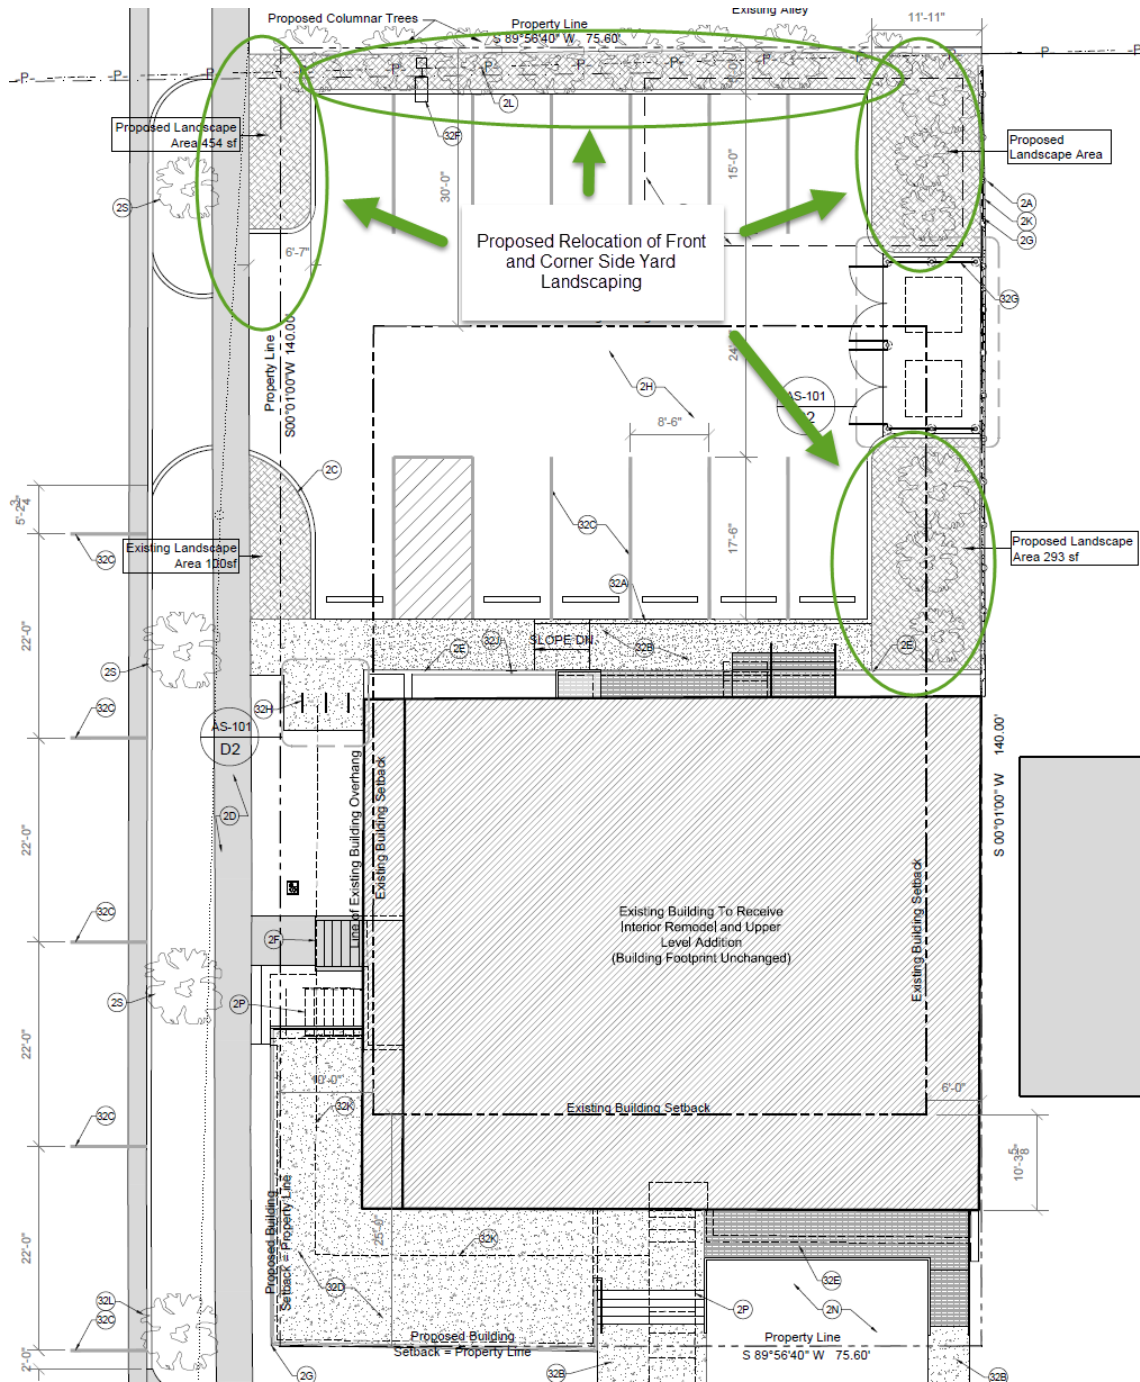 Existing Alley
Proposed Columnar Trees
Property Line
S 89°56'40" W 75.60'
11'-11"
P
P
P
P
P
P
P
P
P
2L
32F
Proposed Landscape
Area 454 sf
Proposed
Landscape Area
2S
30'-0"
15'-0"
2A
2K
2G
Proposed Relocation of Front
and Corner Side Yard
Landscaping
6'-7"
32G
Property Line
S00°01'00"W 140.00'
24'
2H
AS-101
2
8'-6"
2C
5'-2 3/4"
32C
32C
17'-6"
Existing Landscape
Area 100sf
Proposed Landscape
Area 293 sf
32A
22'-0"
2E
32J
SLOPE DN.
32B
2E
2S
32H
32C
AS-101
D2
S 00°01'00" W 140.00'
Line of Existing Building Overhang
Existing Building Setback
22'-0"
2D
Existing Building Setback
Existing Building To Receive
Interior Remodel and Upper
Level Addition
(Building Footprint Unchanged)
32C
2F
2S
2P
22'-0"
10'-0"
32K
6'-0"
Existing Building Setback
32C
10'-3 5/8"
Proposed Building
Setback = Property Line
25'-0"
32K
22'-0"
32D
32E
32L
2P
2N
32C
Proposed Building
Setback = Property Line
Property Line
S 89°56'40" W 75.60'
2'-0"
2G
32B
32B